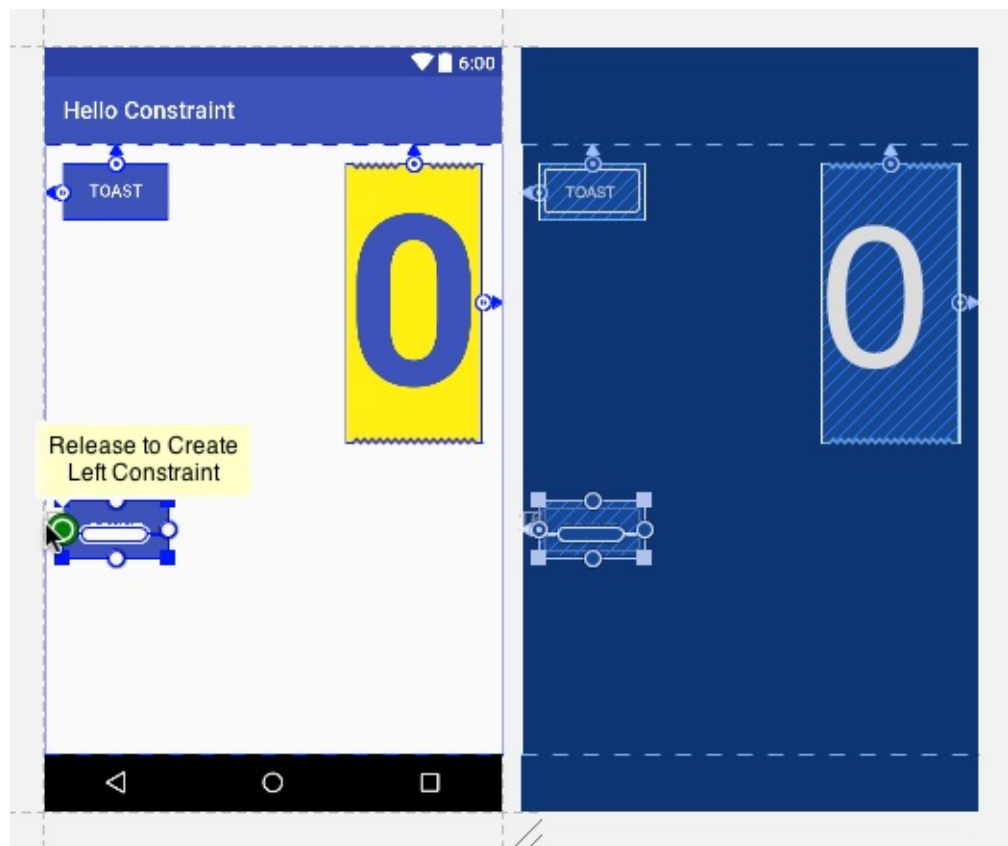 6:00
Hello Constraint
TOAST
0
Release to Create
Left Constraint
TOAST
0